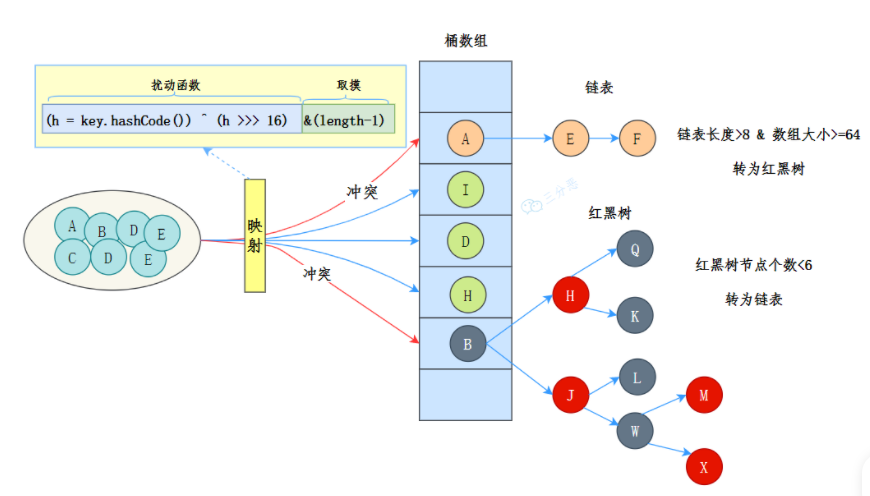 桶数组
扰动函数
取摸
(h = key.hashCode()) ^ (h >>> 16)
&(length-1)
链表
A
E
F
链表长度>8 & 数组大小>=64
转为红黑树
冲突
I
三分恶
A
B
D
E
C
D
E
映射
D
红黑树
Q
红黑树节点个数<6
转为链表
冲突
H
H
K
B
L
J
M
W
X